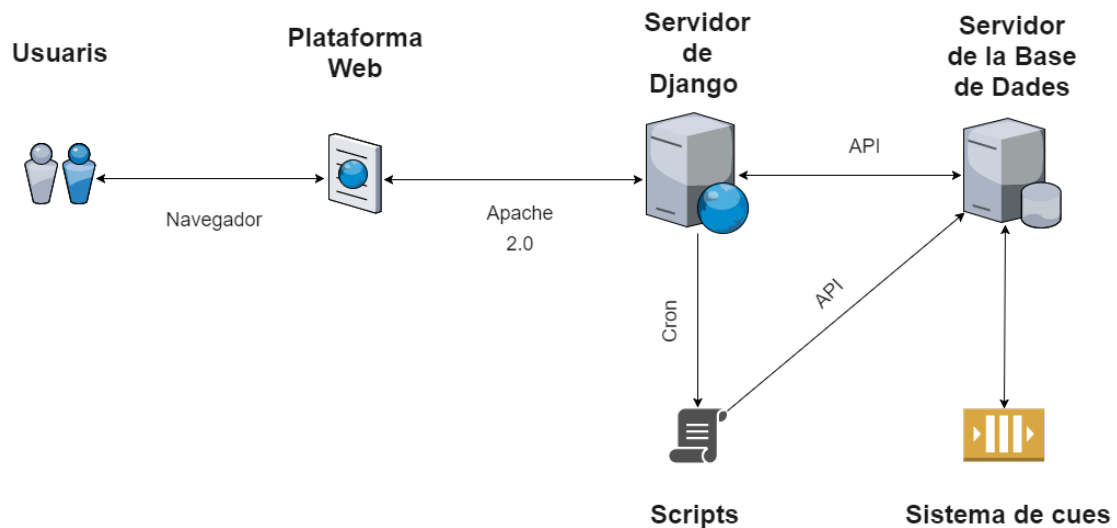 Usuaris
Plataforma
Web
Servidor
de
Django
Servidor
de la Base
de Dades
Navegador
Apache
2.0
API
Cron
API
Scripts
Sistema de cues